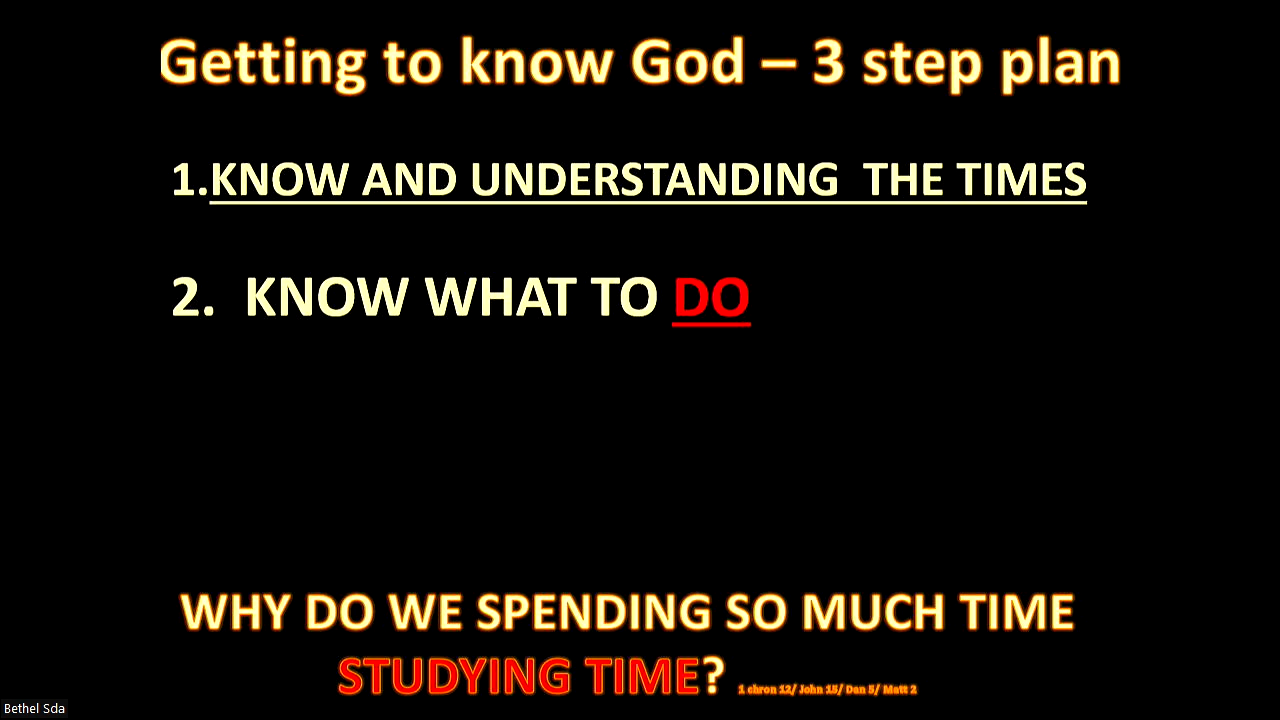 Getting to know God – 3 step plan
1.KNOW AND UNDERSTANDING  THE TIMES
2.  KNOW WHAT TO DO
WHY DO WE SPENDING SO MUCH TIME
STUDYING TIME? 1 chron 12/ John 15/ Dan 5/ Matt 2
Bethel Sda